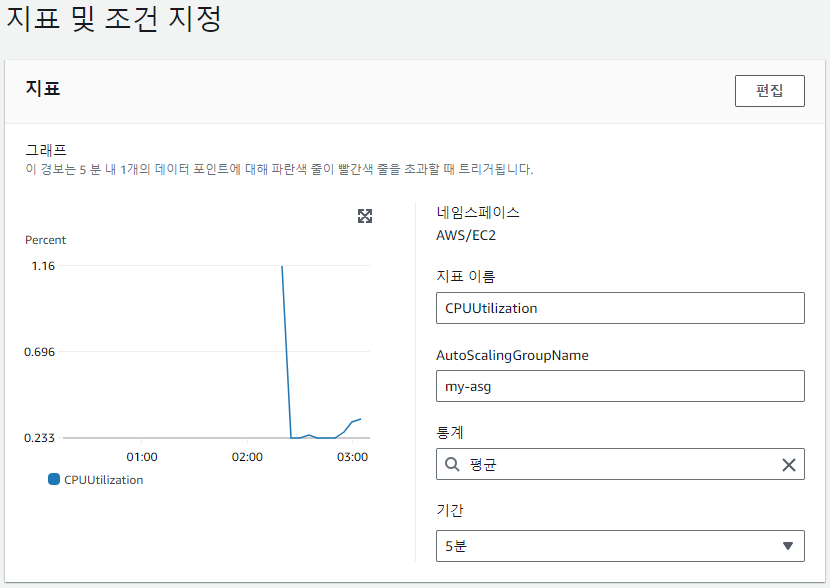 지표 및 조건 지정
지표
편집
그래프
이 경보는 5 분 내 1개의 데이터 포인트에 대해 파란색 줄이 빨간색 줄을 초과할 때 트리거됩니다.
Percent
1.16
0.696
0.233
01:00
02:00
03:00
CPUUtilization
네임스페이스
AWS/EC2
지표 이름
CPUUtilization
AutoScalingGroupName
my-asg
통계
평균
기간
5분